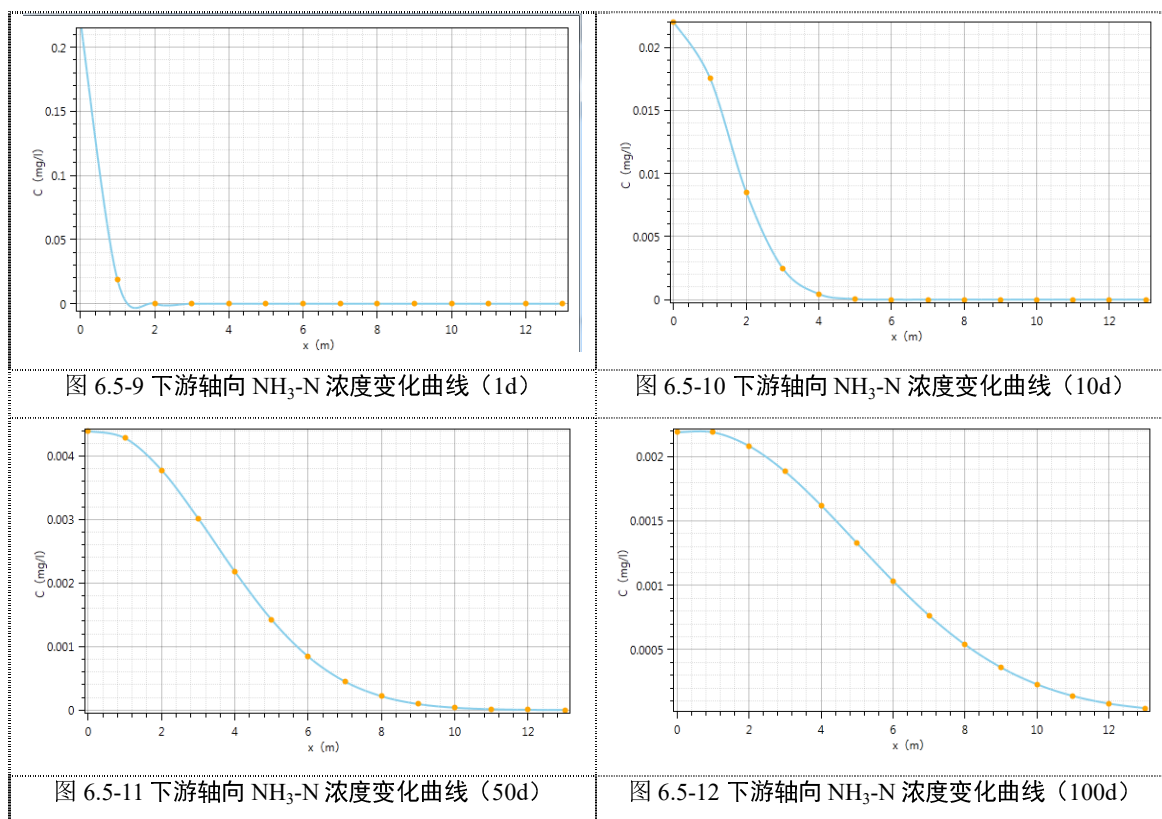 0.2
0.15
0.1
0.05
0
C（mg/l）
0 2 4 6 8 10 12
x（m）
图 6.5-9 下游轴向 NH₃-N 浓度变化曲线（1d）
0.02
0.015
0.01
0.005
0
C（mg/l）
0 2 4 6 8 10 12
x（m）
图 6.5-10 下游轴向 NH₃-N 浓度变化曲线（10d）
0.004
0.003
0.002
0.001
0
C（mg/l）
0 2 4 6 8 10 12
x（m）
图 6.5-11 下游轴向 NH₃-N 浓度变化曲线（50d）
0.002
0.0015
0.001
0.0005
C（mg/l）
0 2 4 6 8 10 12
x（m）
图 6.5-12 下游轴向 NH₃-N 浓度变化曲线（100d）